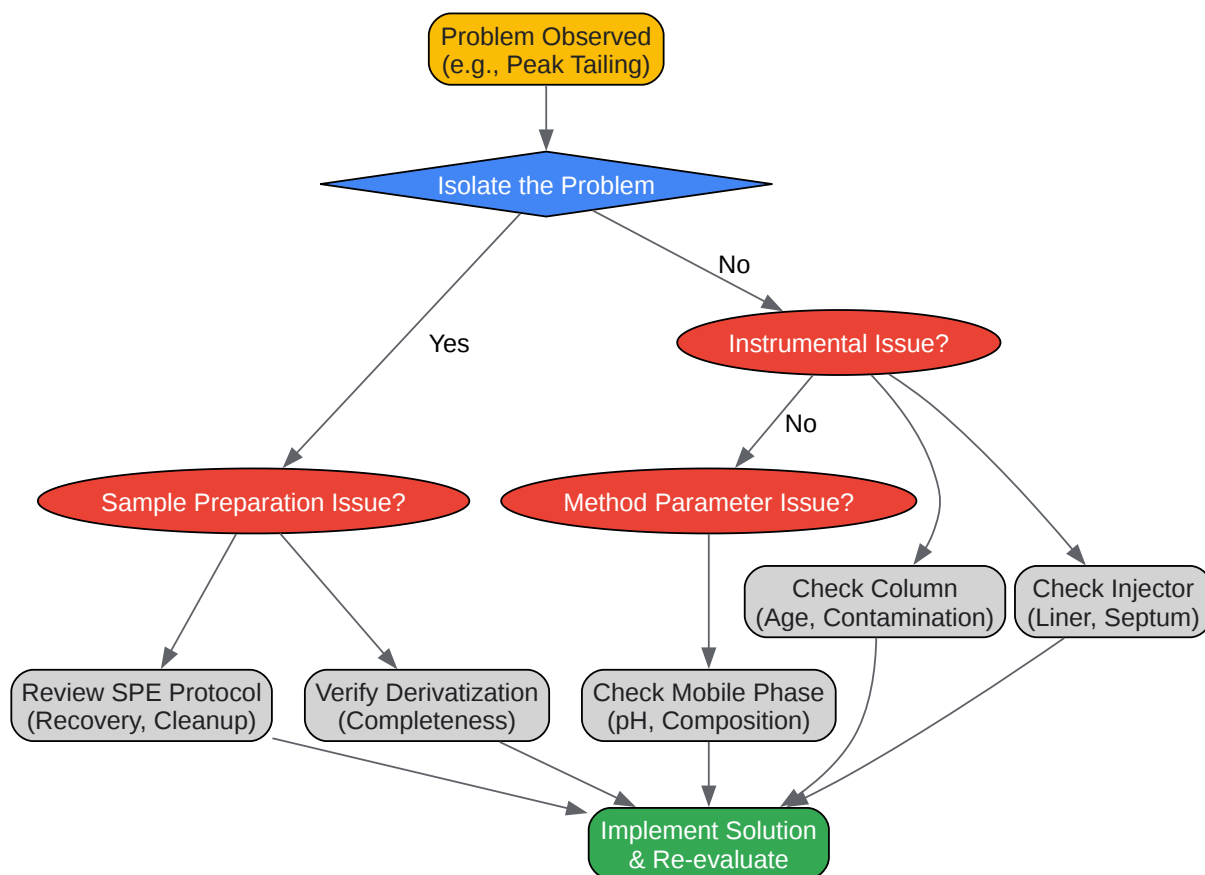 Problem Observed
(e.g., Peak Tailing)
Isolate the Problem
No
Yes
Instrumental Issue?
No
Sample Preparation Issue?
Method Parameter Issue?
Check Column
(Age, Contamination)
Check Injector
(Liner, Septum)
Review SPE Protocol
(Recovery, Cleanup)
Verify Derivatization
(Completeness)
Check Mobile Phase
(pH, Composition)
Implement Solution
& Re-evaluate